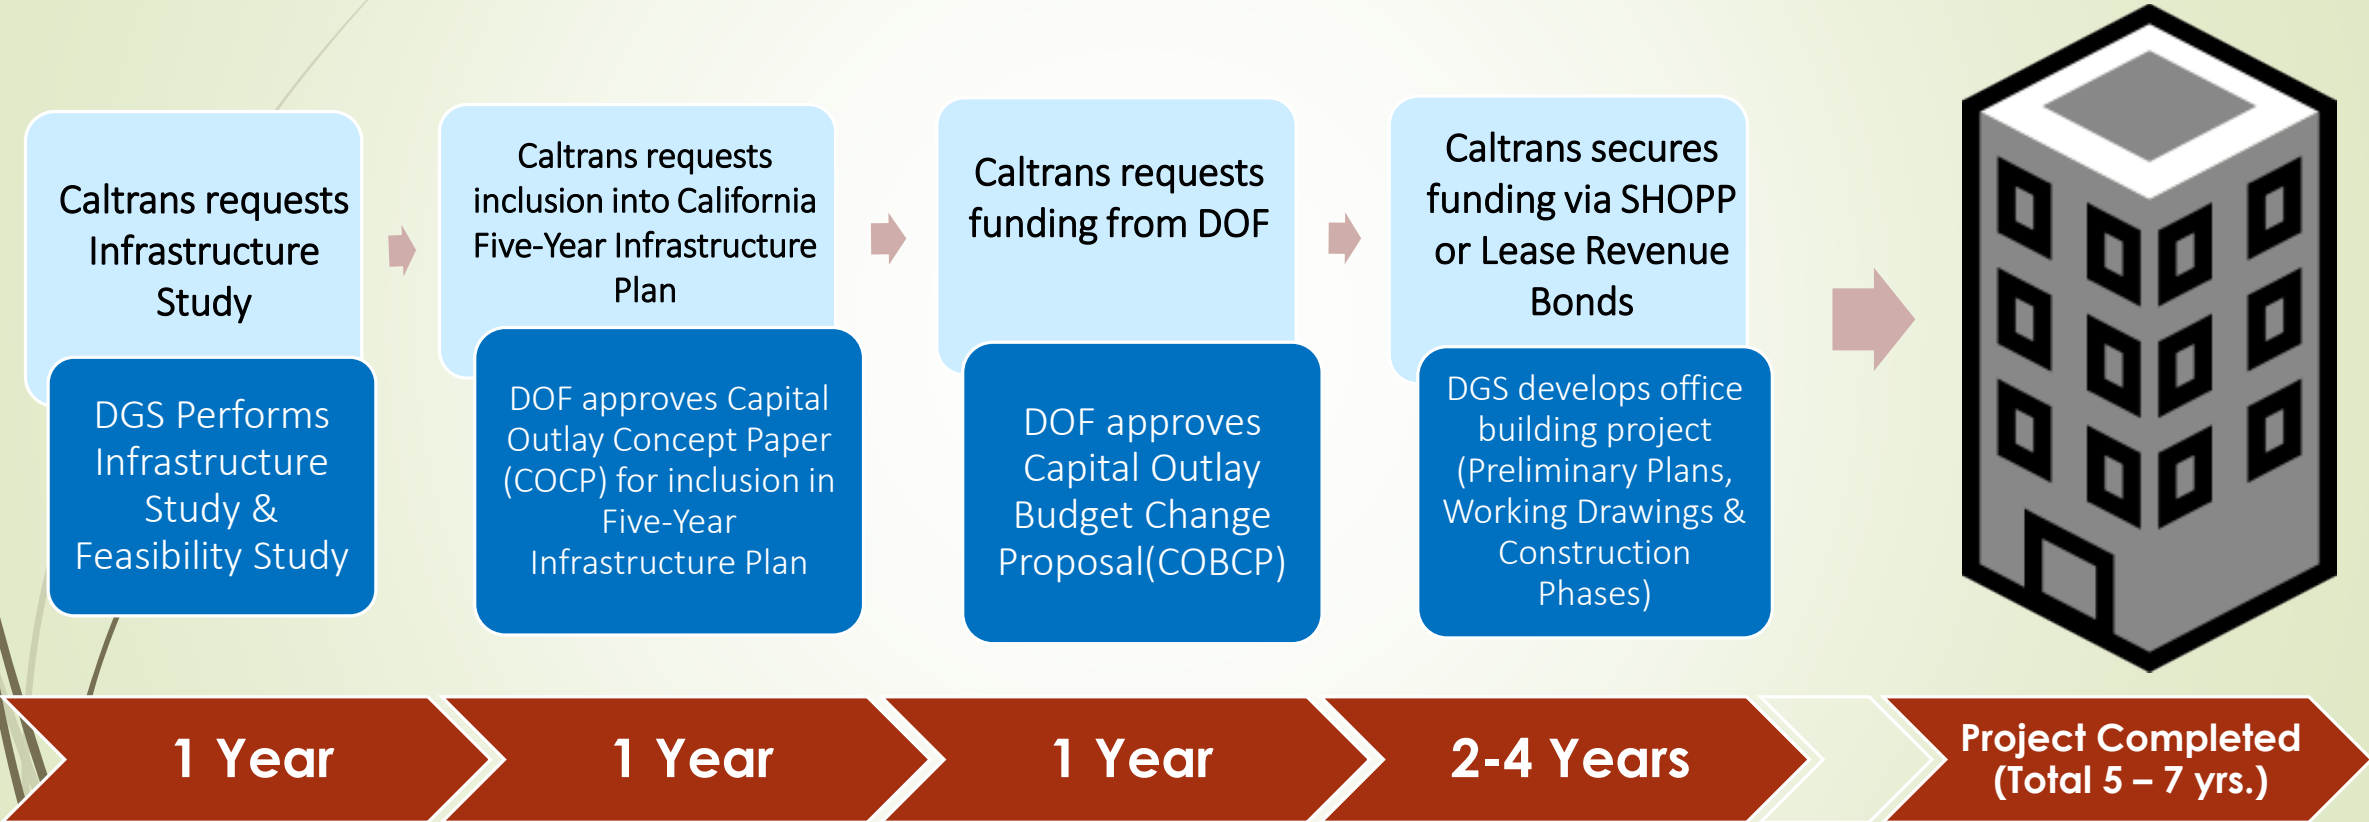 Caltrans requests
Infrastructure
Study
DGS Performs
Infrastructure
Study &
Feasibility Study
Caltrans requests
inclusion into California
Five-Year Infrastructure
Plan
DOF approves Capital
Outlay Concept Paper
(COCP) for inclusion in
Five-Year
Infrastructure Plan
Caltrans requests
funding from DOF
DOF approves
Capital Outlay
Budget Change
Proposal(COBCP)
Caltrans secures
funding via SHOPP
or Lease Revenue
Bonds
DGS develops office
building project
(Preliminary Plans,
Working Drawings &
Construction
Phases)
1 Year
1 Year
1 Year
2-4 Years
Project Completed
(Total 5 – 7 yrs.)